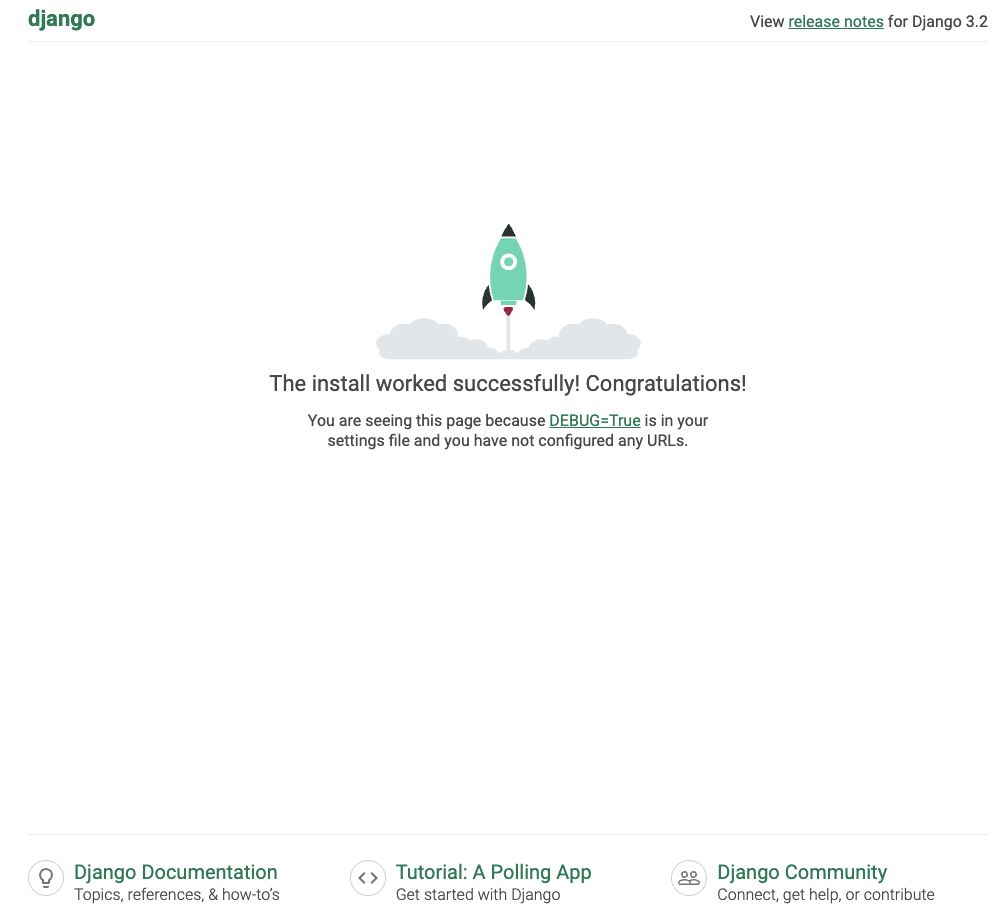 django
View release notes for Django 3.2
The install worked successfully! Congratulations!
You are seeing this page because DEBUG=True is in your
settings file and you have not configured any URLs.
Django Documentation
Topics, references, & how-to’s
Tutorial: A Polling App
Get started with Django
Django Community
Connect, get help, or contribute